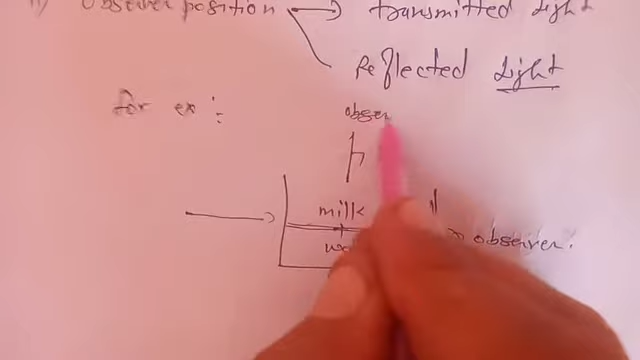 Observer position → transmitted light
Reflected Light
for ex:
obser
milk
observer.